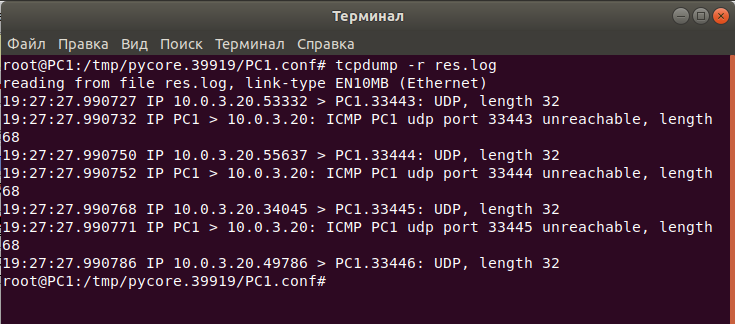 Терминал
Файл Правка Вид Поиск Терминал Справка
root@PC1:/tmp/pycore.39919/PC1.conf# tcpdump -r res.log
reading from file res.log, link-type EN10MB (Ethernet)
19:27:27.990727 IP 10.0.3.20.53332 > PC1.33443: UDP, length 32
19:27:27.990732 IP PC1 > 10.0.3.20: ICMP PC1 udp port 33443 unreachable, length
68
19:27:27.990750 IP 10.0.3.20.55637 > PC1.33444: UDP, length 32
19:27:27.990752 IP PC1 > 10.0.3.20: ICMP PC1 udp port 33444 unreachable, length
68
19:27:27.990768 IP 10.0.3.20.34045 > PC1.33445: UDP, length 32
19:27:27.990771 IP PC1 > 10.0.3.20: ICMP PC1 udp port 33445 unreachable, length
68
19:27:27.990786 IP 10.0.3.20.49786 > PC1.33446: UDP, length 32
root@PC1:/tmp/pycore.39919/PC1.conf#